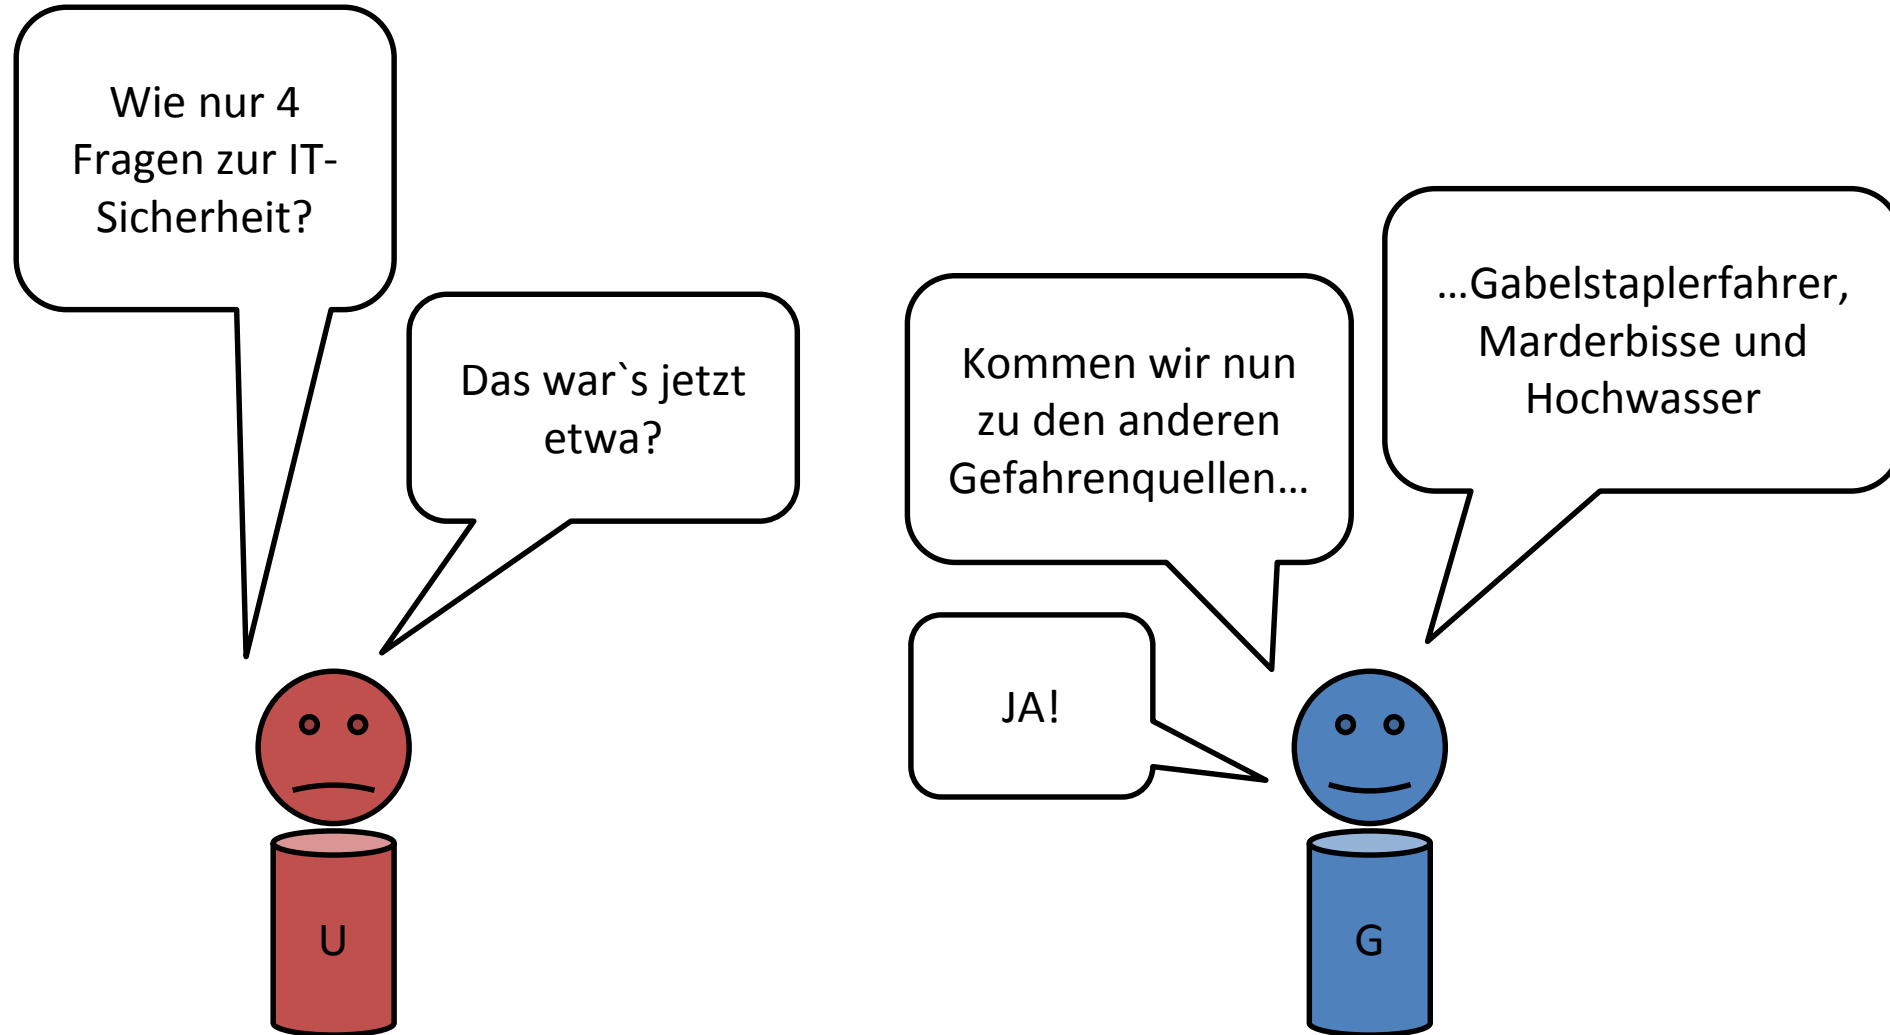 Wie nur 4
Fragen zur IT-
Sicherheit?
Das war`s jetzt
etwa?
JA!
Kommen wir nun
zu den anderen
Gefahrenquellen...
...Gabelstaplerfahrer,
Marderbisse und
Hochwasser
U
G